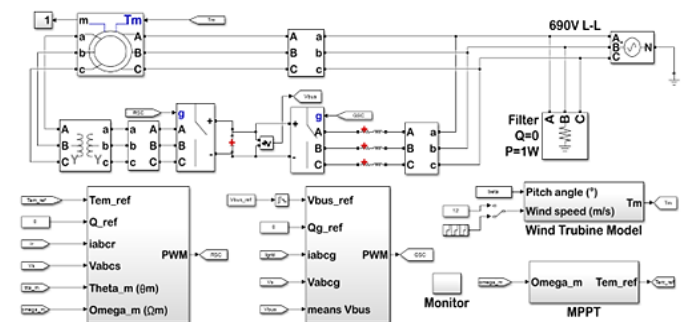 1
m Tm
Tm
690V L-L
a A
b B
c C
A a
B b
C c
A
B
C
N
Vbus
RSC
g
GSC
g
A a
B b
C c
Y Y
A
B
C
A
B
C
+
-
+
-
A
B
C
a
b
c
Filter
Q=0
P=1W
A B C
Tem_ref
Tem_ref
0
Q_ref
iabcr
Vabcs
Theta_m (θm)
omega_m
Omega_m (Ωm)
PWM
RSC
Vbus_ref
Vbus_ref
0
Qg_ref
iabcg
Vabcg
Vbus
means Vbus
PWM
GSC
beta
Pitch angle (°)
12
Wind speed (m/s)
Tm
Tm
Wind Trubine Model
Monitor
omega_m
Omega_m
Tem_ref
Tem_ref
MPPT